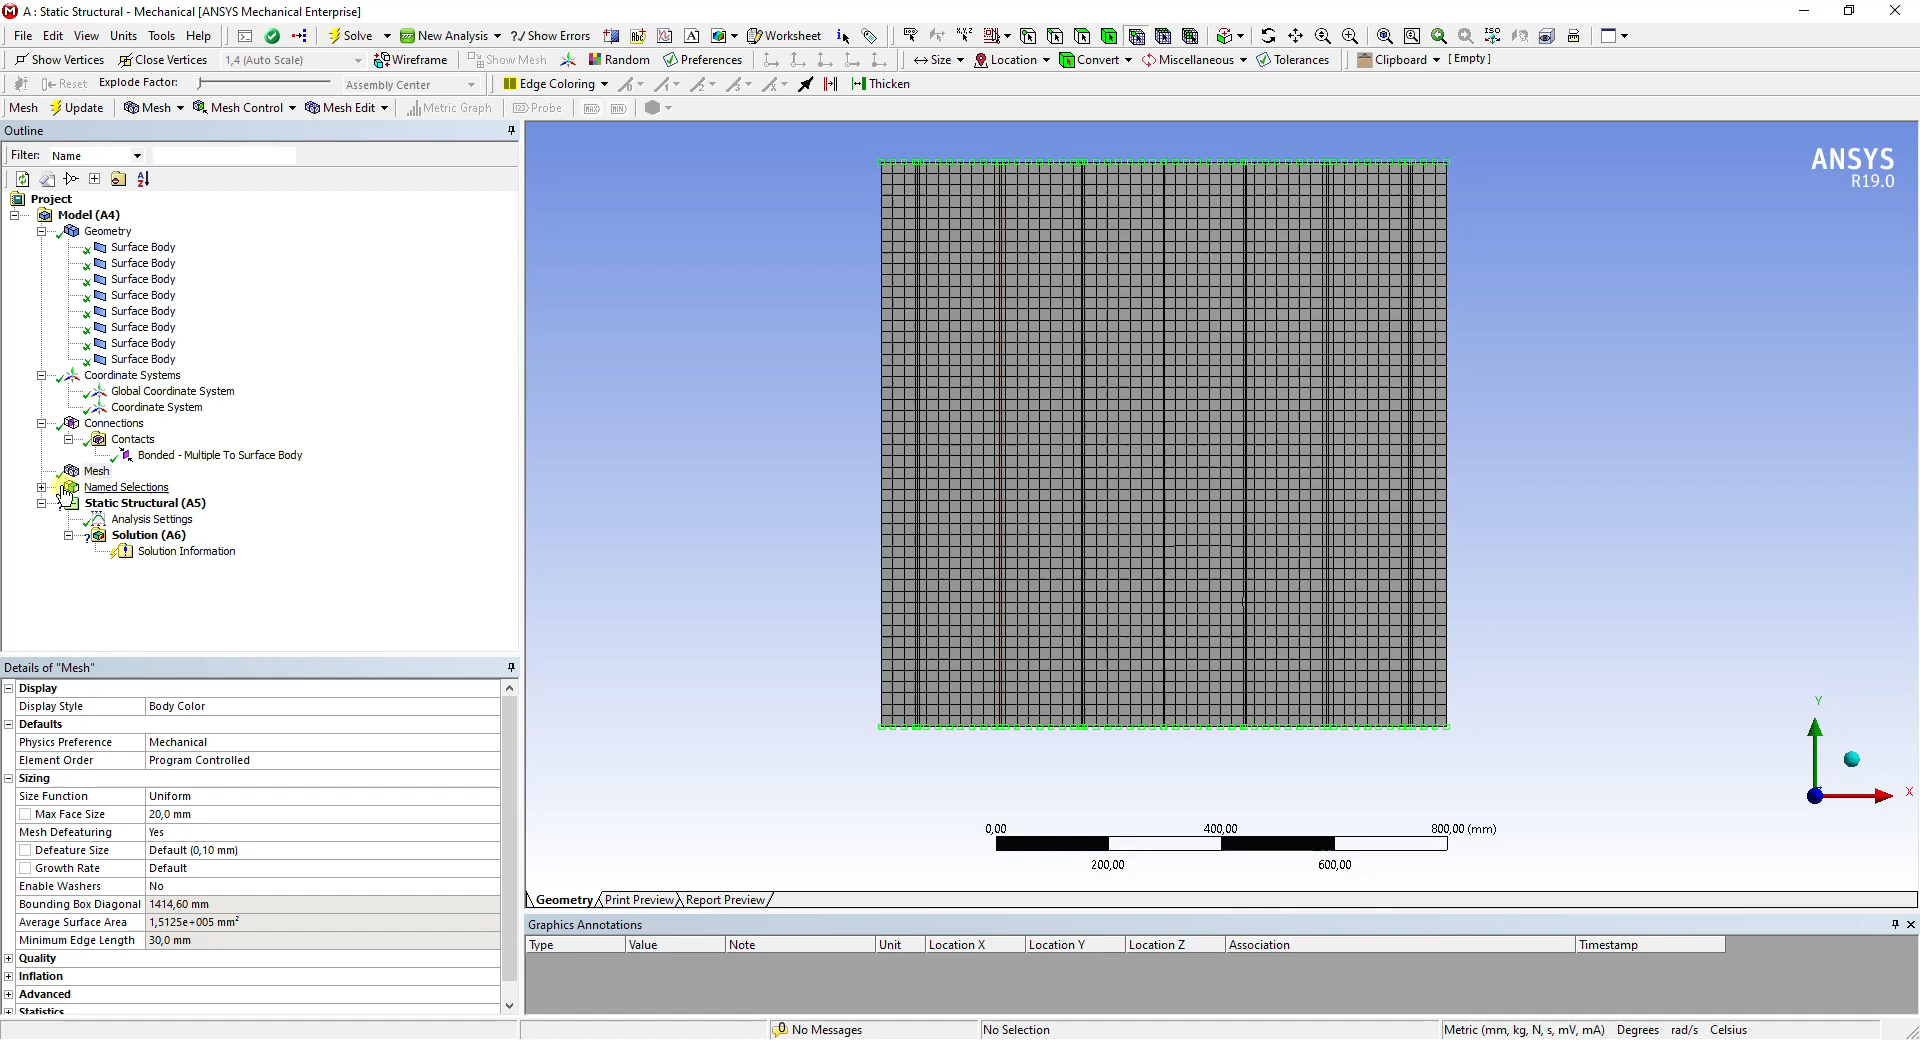 A : Static Structural - Mechanical [ANSYS Mechanical Enterprise]
File Edit View Units Tools Help Solve New Analysis ?/Show Errors Worksheet
Show Vertices Close Vertices 1,4 (Auto Scale) Wireframe Show Mesh Random Preferences Size Location Convert Miscellaneous Tolerances Clipboard [ Empty ]
Reset Explode Factor: Assembly Center Edge Coloring Thicken
Mesh Update Mesh Mesh Control Mesh Edit Metric Graph Probe MAX MIN
Outline
Filter: Name
Project
Model (A4)
Geometry
Surface Body
Surface Body
Surface Body
Surface Body
Surface Body
Surface Body
Surface Body
Surface Body
Coordinate Systems
Global Coordinate System
Coordinate System
Connections
Contacts
Bonded - Multiple To Surface Body
Mesh
Named Selections
Static Structural (A5)
Analysis Settings
Solution (A6)
Solution Information
Details of "Mesh"
Display
Display Style Body Color
Defaults
Physics Preference Mechanical
Element Order Program Controlled
Sizing
Size Function Uniform
Max Face Size 20,0 mm
Mesh Defeaturing Yes
Defeature Size Default (0,10 mm)
Growth Rate Default
Enable Washers No
Bounding Box Diagonal 1414,60 mm
Average Surface Area 1,5125e+005 mm²
Minimum Edge Length 30,0 mm
Quality
Inflation
Advanced
Statistics
ANSYS
R19.0
Y
X
0,00 400,00 800,00 (mm)
200,00 600,00
Geometry Print Preview Report Preview
Graphics Annotations
Type Value Note Unit Location X Location Y Location Z Association Timestamp
0 No Messages No Selection Metric (mm, kg, N, s, mV, mA) Degrees rad/s Celsius